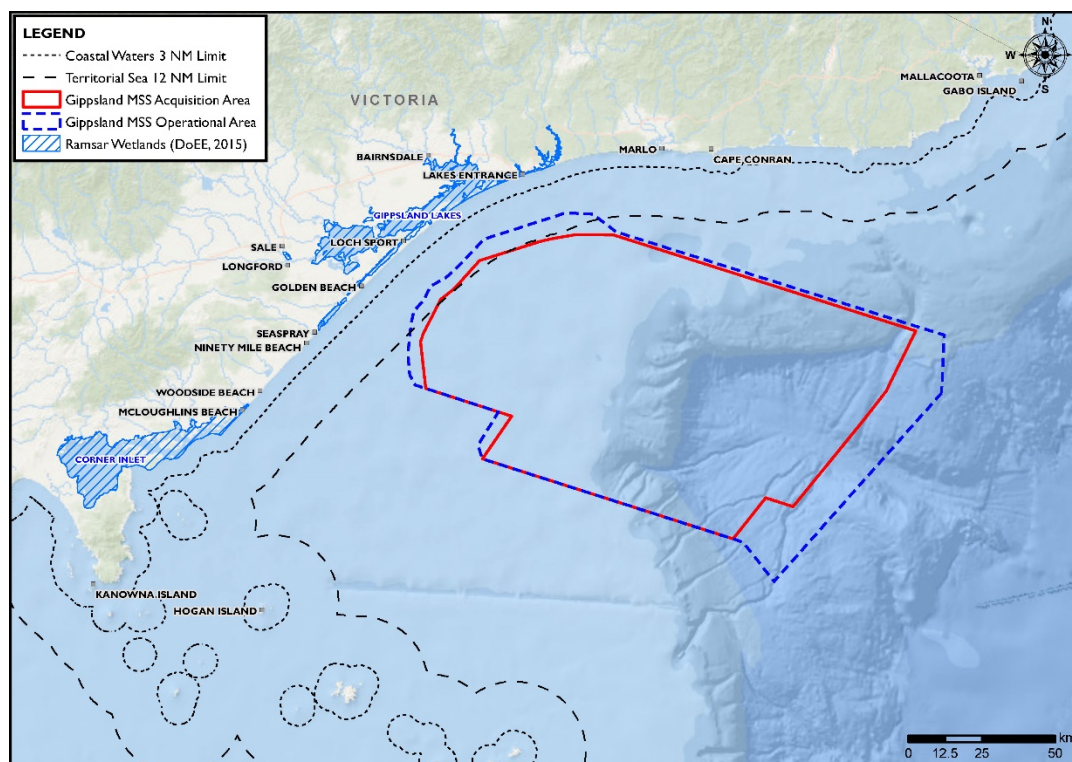 LEGEND
Coastal Waters 3 NM Limit
Territorial Sea 12 NM Limit
Gippsland MSS Acquisition Area
Gippsland MSS Operational Area
Ramsar Wetlands (DoEE, 2015)
N
W
E
S
MALLACOOTA
GABO ISLAND
VICTORIA
BAIRNSDALE
MARLO
CAPE CONRAN
LAKES ENTRANCE
GIPPSLAND LAKES
SALE
LOCH SPORT
LONGFORD
GOLDEN BEACH
SEASPRAY
NINETY MILE BEACH
WOODSIDE BEACH
MCLOUGHLINS BEACH
CORNER INLET
KANOWNA ISLAND
HOGAN ISLAND
km
0 12.5 25 50